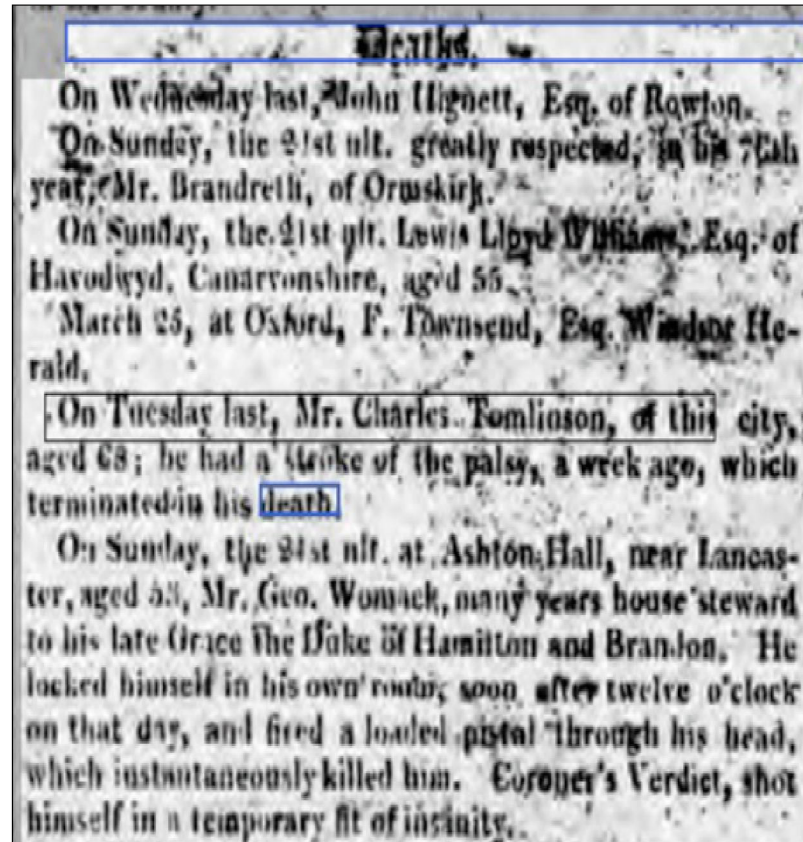 Deaths.
On Wednesday last, John Hignett, Esq. of Rowton.
On Sunday, the 21st ult. greatly respected, in his 76th
year, Mr. Brandreth, of Ormskirk.
On Sunday, the 21st ult. Lewis Lloyd Williams, Esq. of
Havodwyd, Canarvonshire, aged 55.
March 25, at Oxford, F. Townsend, Esq. Windsor He-
rald.
On Tuesday last, Mr. Charles Tomlinson, of this city,
aged 68; he had a stroke of the palsy, a week ago, which
terminated in his death.
On Sunday, the 21st ult. at Ashton Hall, near Lancas-
ter, aged 53, Mr. Geo. Womack, many years house steward
to his late Grace the Duke of Hamilton and Brandon. He
locked himself in his own room, soon after twelve o'clock
on that day, and fired a loaded pistol through his head,
which instantaneously killed him. Coroner's Verdict, shot
himself in a temporary fit of insanity.